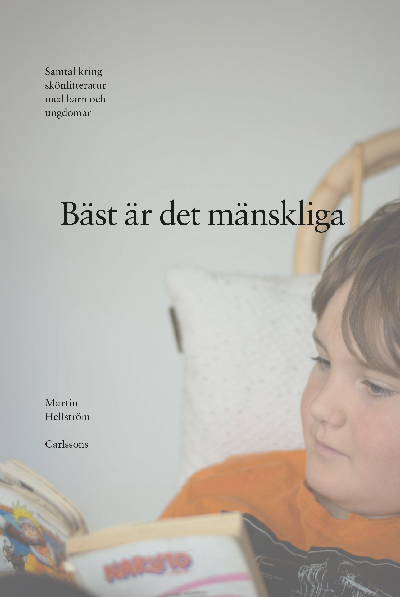 Samtal kring
skönlitteratur
med barn och
ungdomar
Bäst är det mänskliga
Martin
Hellström
Carlssons
NARUTO